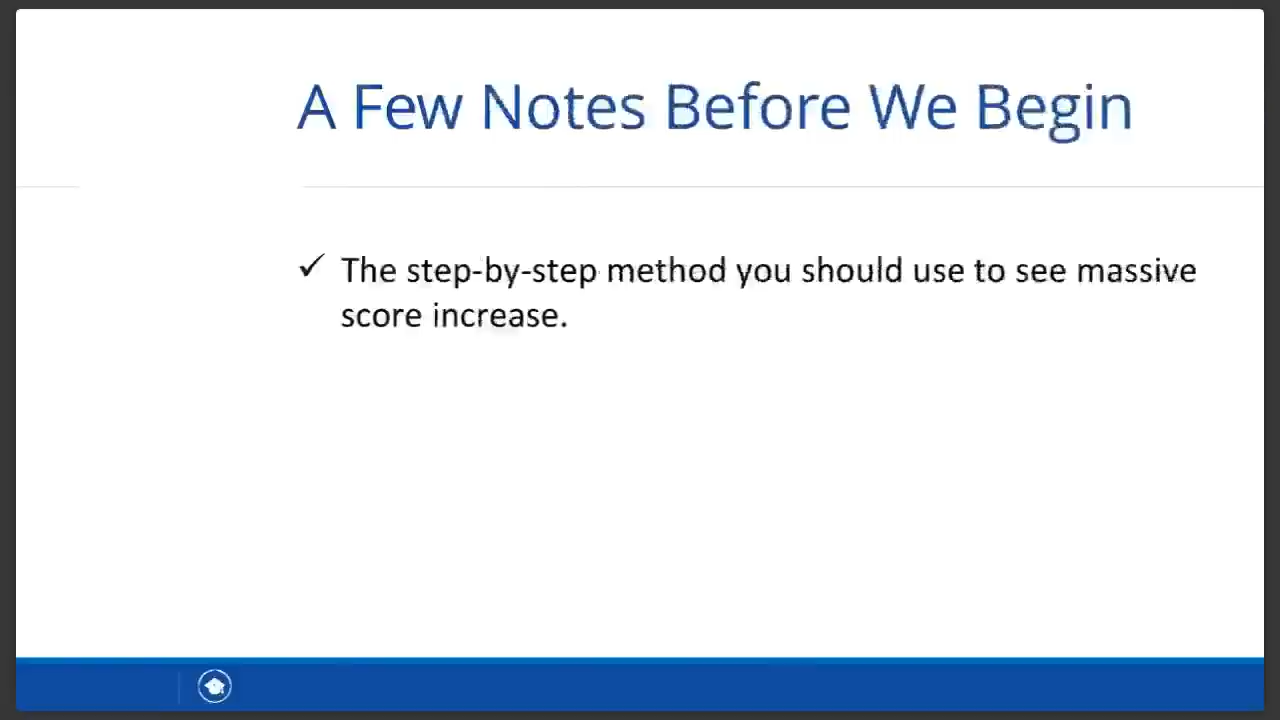 A Few Notes Before We Begin
✓ The step-by-step method you should use to see massive
score increase.